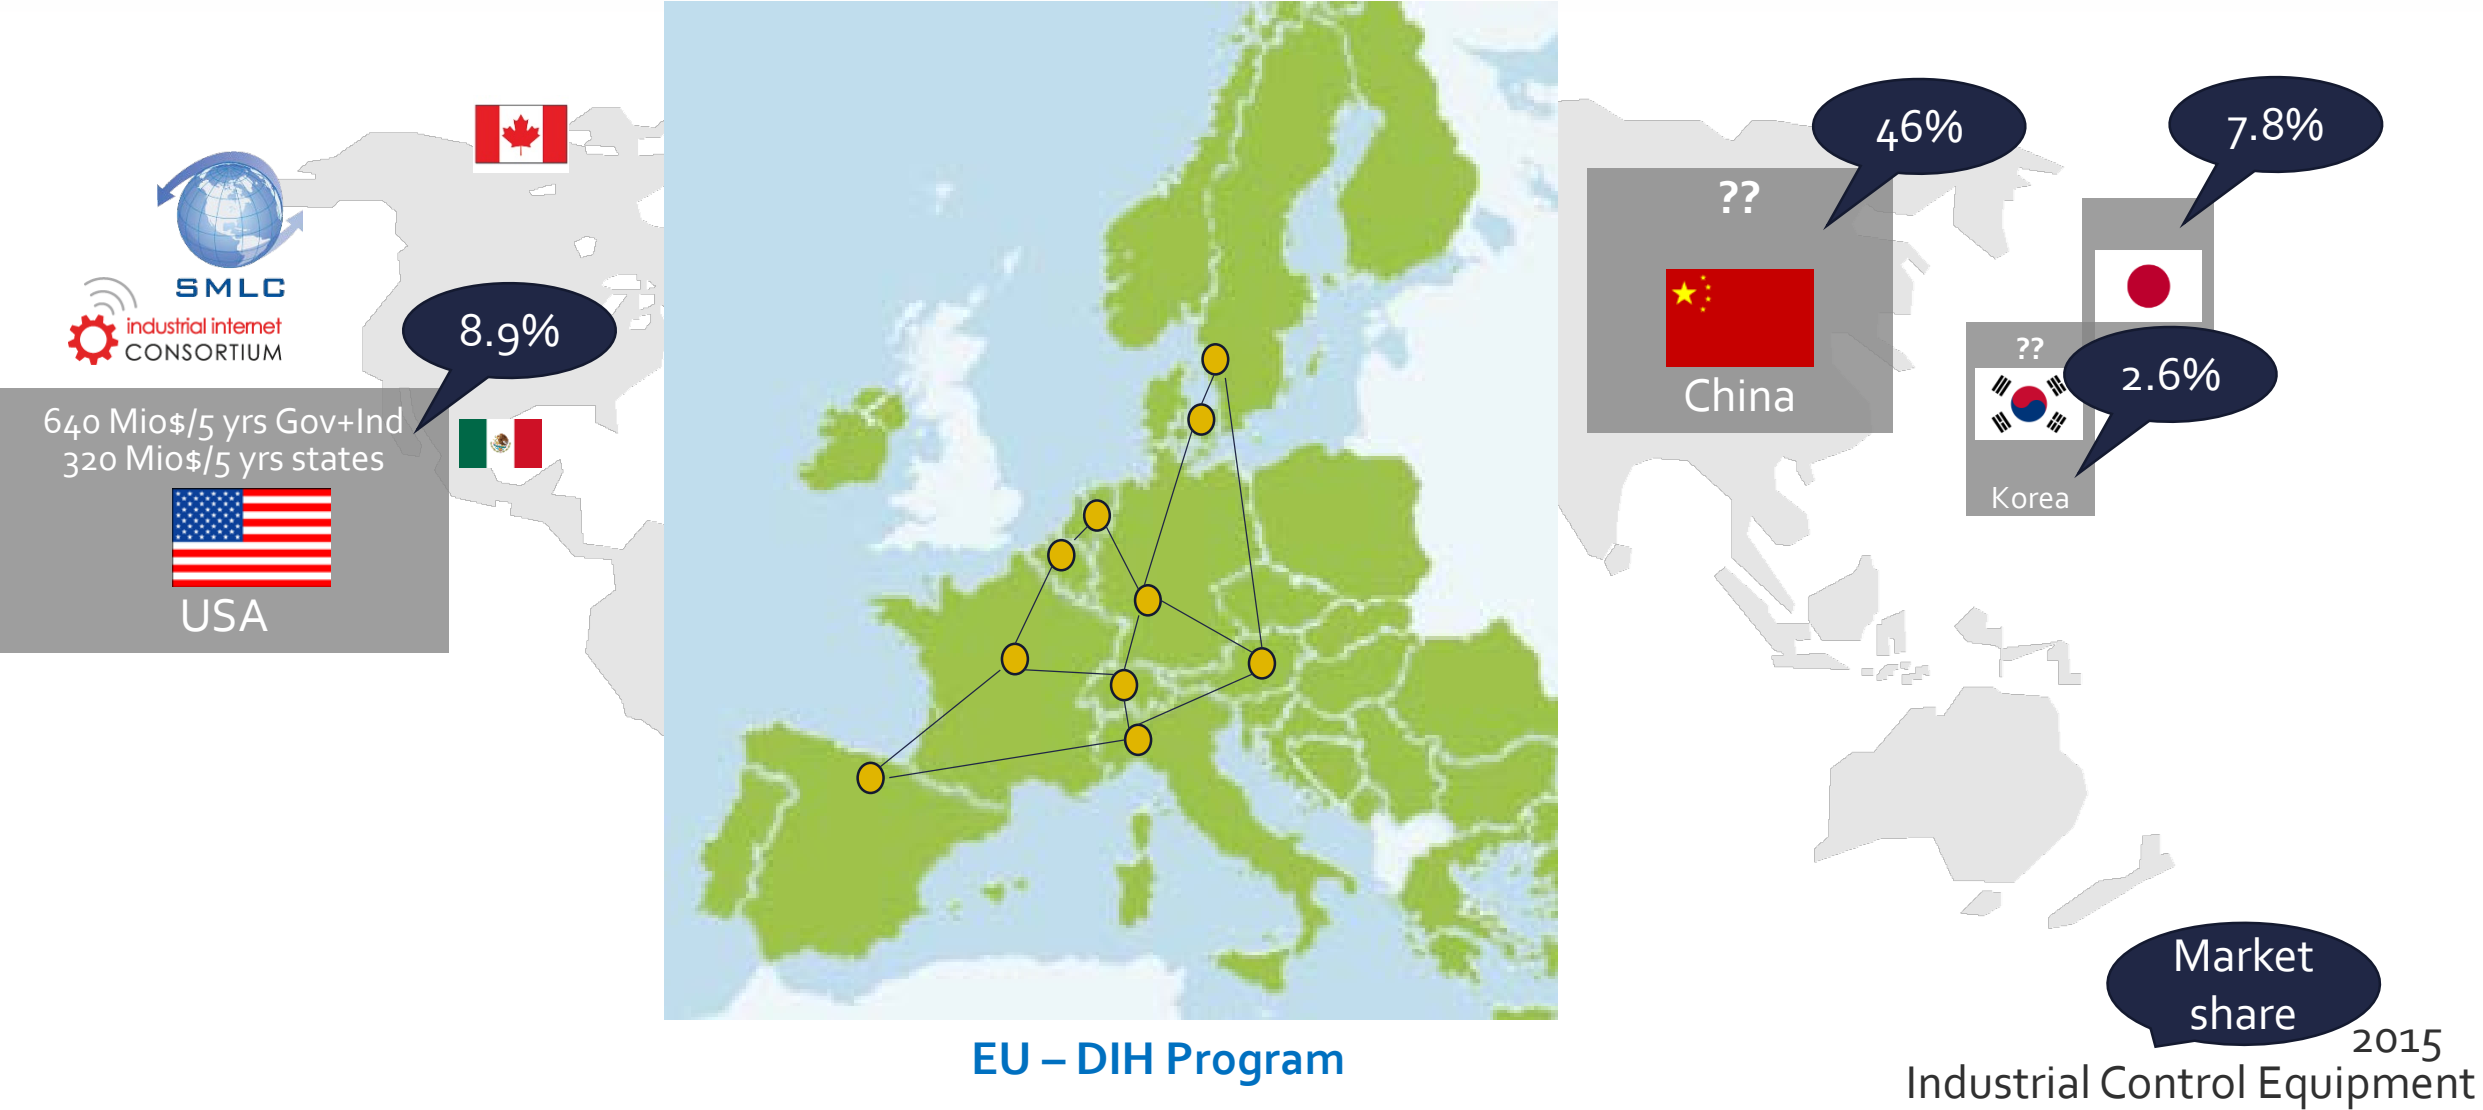 SMLC
industrial internet
CONSORTIUM
8.9%
640 Mio$/5 yrs Gov+Ind
320 Mio$/5 yrs states
USA
46%
??
China
7.8%
??
2.6%
Korea
Market
share
2015
Industrial Control Equipment
EU – DIH Program